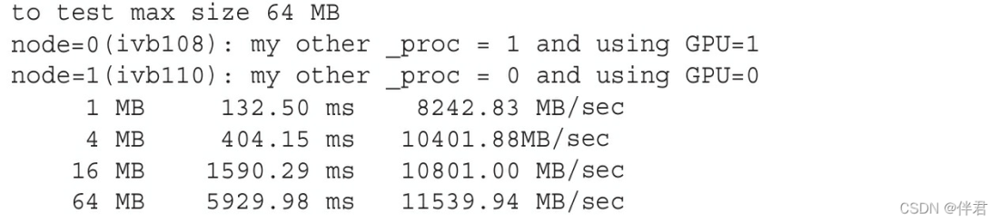 to test max size 64 MB
node=0(ivb108): my other _proc = 1 and using GPU=1
node=1(ivb110): my other _proc = 0 and using GPU=0
1 MB 132.50 ms 8242.83 MB/sec
4 MB 404.15 ms 10401.88MB/sec
16 MB 1590.29 ms 10801.00 MB/sec
64 MB 5929.98 ms 11539.94 MB/sec
CSDN @伴君